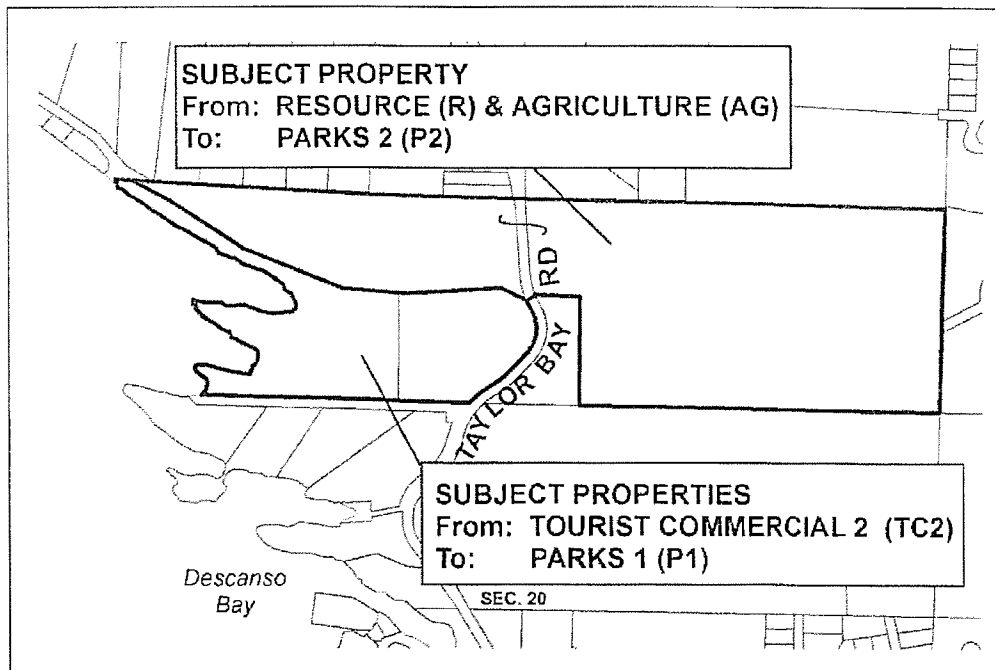 SUBJECT PROPERTY
From: RESOURCE (R) & AGRICULTURE (AG)
To: PARKS 2 (P2)
TAYLOR BAY RD
SUBJECT PROPERTIES
From: TOURIST COMMERCIAL 2 (TC2)
To: PARKS 1 (P1)
Descanso
Bay
SEC. 20